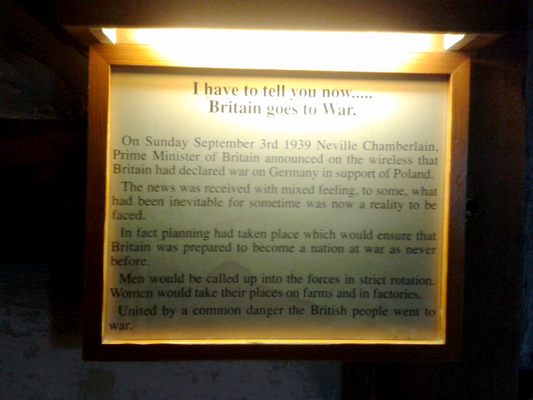 I have to tell you now.....
Britain goes to War.
On Sunday September 3rd 1939 Neville Chamberlain,
Prime Minister of Britain announced on the wireless that
Britain had declared war on Germany in support of Poland.
The news was received with mixed feeling, to some, what
had been inevitable for sometime was now a reality to be
faced.
In fact planning had taken place which would ensure that
Britain was prepared to become a nation at war as never
before.
Men would be called up into the forces in strict rotation.
Women would take their places on farms and in factories.
United by a common danger the British people went to
war.